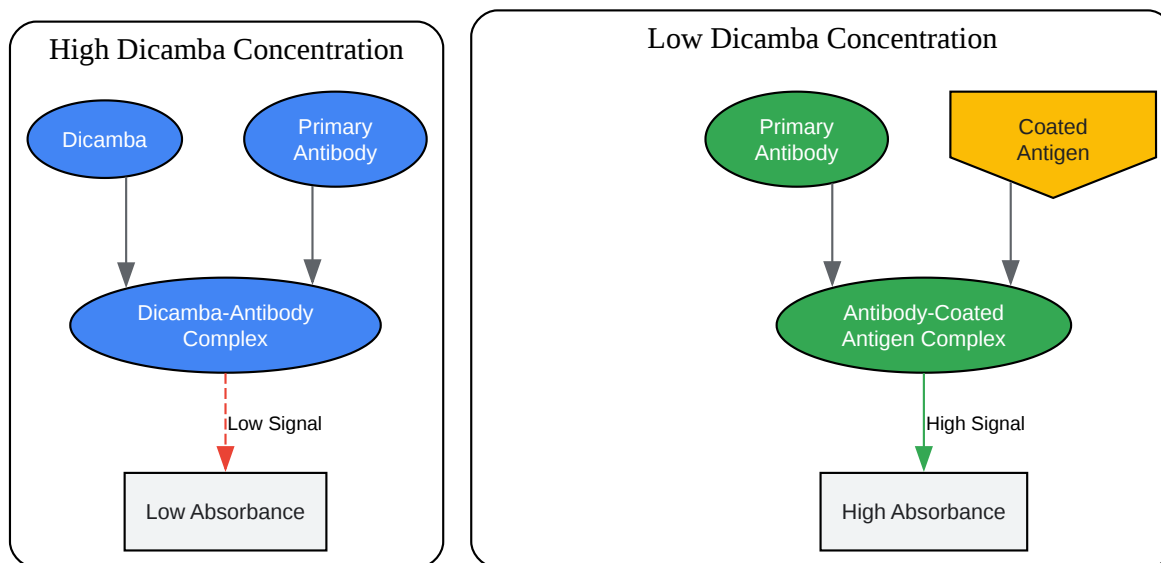 High Dicamba Concentration
Dicamba
Primary
Antibody
Dicamba-Antibody
Complex
Low Signal
Low Absorbance
Low Dicamba Concentration
Primary
Antibody
Coated
Antigen
Antibody-Coated
Antigen Complex
High Signal
High Absorbance